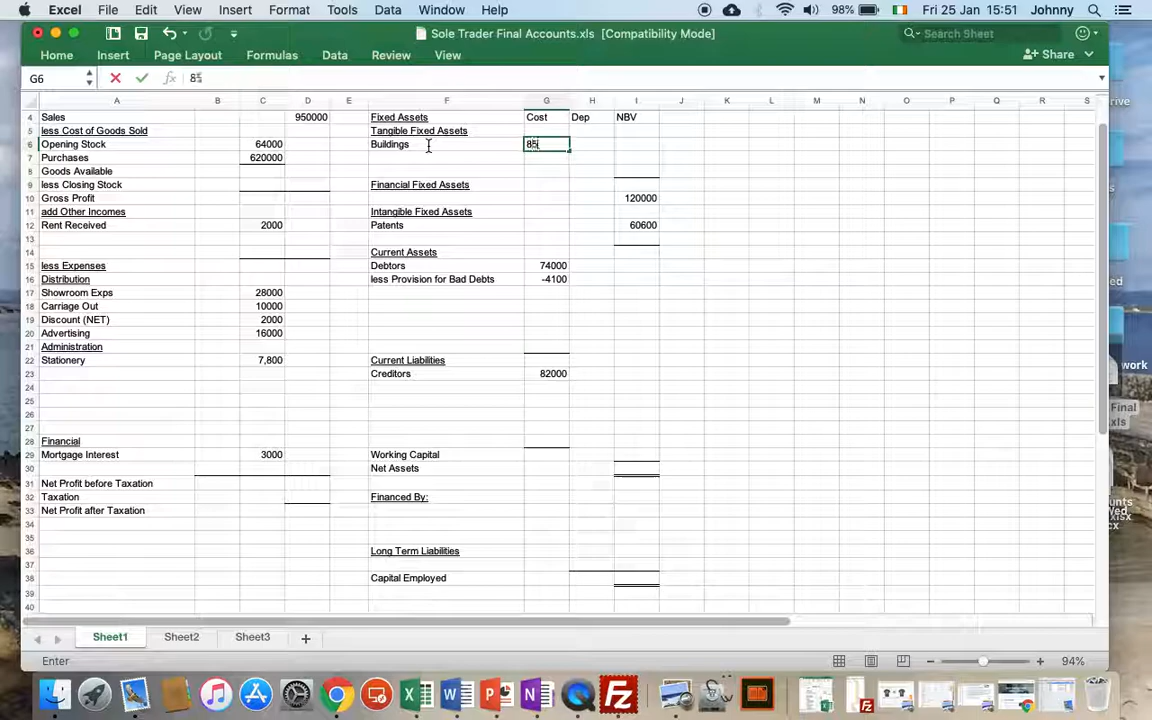 Excel File Edit View Insert Format Tools Data Window Help 98% Fri 25 Jan 15:51 Johnny
Sole Trader Final Accounts.xls [Compatibility Mode] Search Sheet
Home Insert Page Layout Formulas Data Review View Share
G6 fx
A B C D E F G H I J K L M N O P Q R S
4 Sales 950000 Fixed Assets Cost Dep NBV
5 less Cost of Goods Sold Tangible Fixed Assets
6 Opening Stock 64000 Buildings
7 Purchases 620000
8 Goods Available
9 less Closing Stock Financial Fixed Assets
10 Gross Profit 120000
11 add Other Incomes Intangible Fixed Assets
12 Rent Received 2000 Patents 60600
13
14 Current Assets
15 less Expenses Debtors 74000
16 Distribution less Provision for Bad Debts -4100
17 Showroom Exps 28000
18 Carriage Out 10000
19 Discount (NET) 2000
20 Advertising 16000
21 Administration
22 Stationery 7,800 Current Liabilities
23 Creditors 82000
24
25
26
27
28 Financial
29 Mortgage Interest 3000 Working Capital
30 Net Assets
31 Net Profit before Taxation
32 Taxation Financed By:
33 Net Profit after Taxation
34
35
36 Long Term Liabilities
37
38 Capital Employed
39
40
Sheet1 Sheet2 Sheet3
Enter 94%
work
Final
.xls